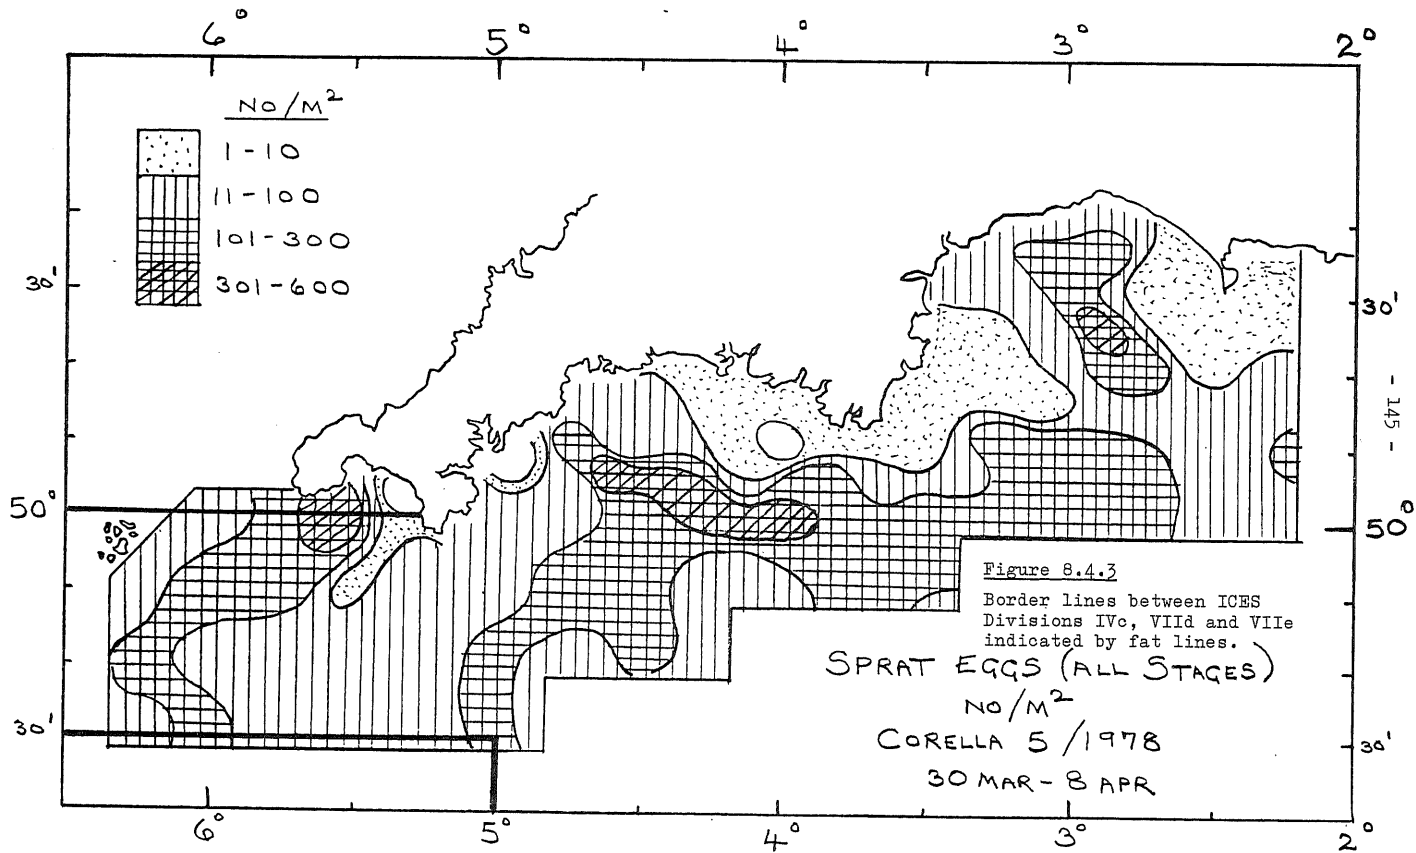 6° 5° 4° 3° 2°
NO/M²
1-10
11-100
101-300
301-600
30'
50°
30'
30'
50°
30'
- 145 -
Figure 8.4.3
Border lines between ICES
Divisions IVc, VIId and VIIe
indicated by fat lines.
SPRAT EGGS (ALL STAGES)
NO/M²
CORELLA 5/1978
30 MAR - 8 APR
6° 5° 4° 3° 2°